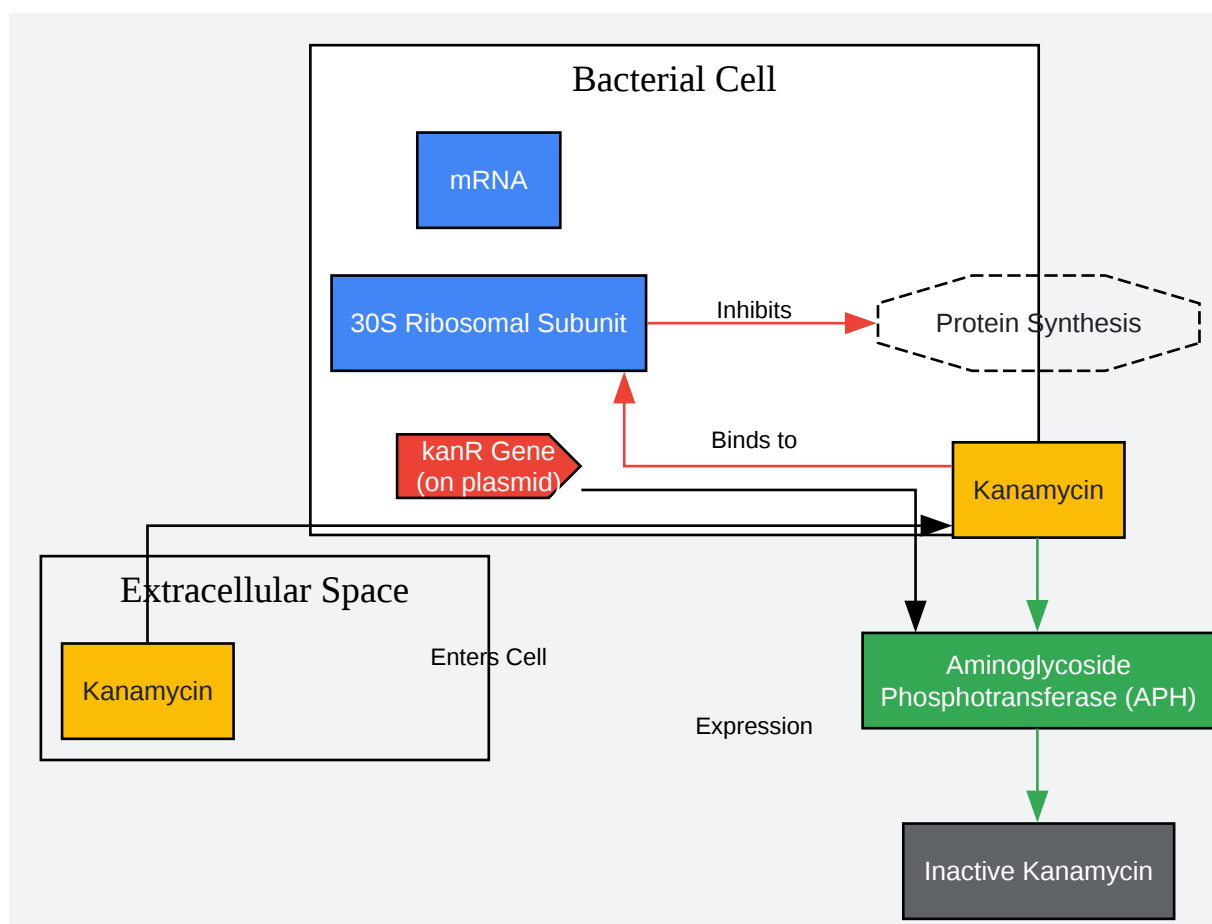 Bacterial Cell
mRNA
30S Ribosomal Subunit
Inhibits
Protein Synthesis
kanR Gene
(on plasmid)
Binds to
Kanamycin
Extracellular Space
Kanamycin
Enters Cell
Aminoglycoside
Phosphotransferase (APH)
Expression
Inactive Kanamycin